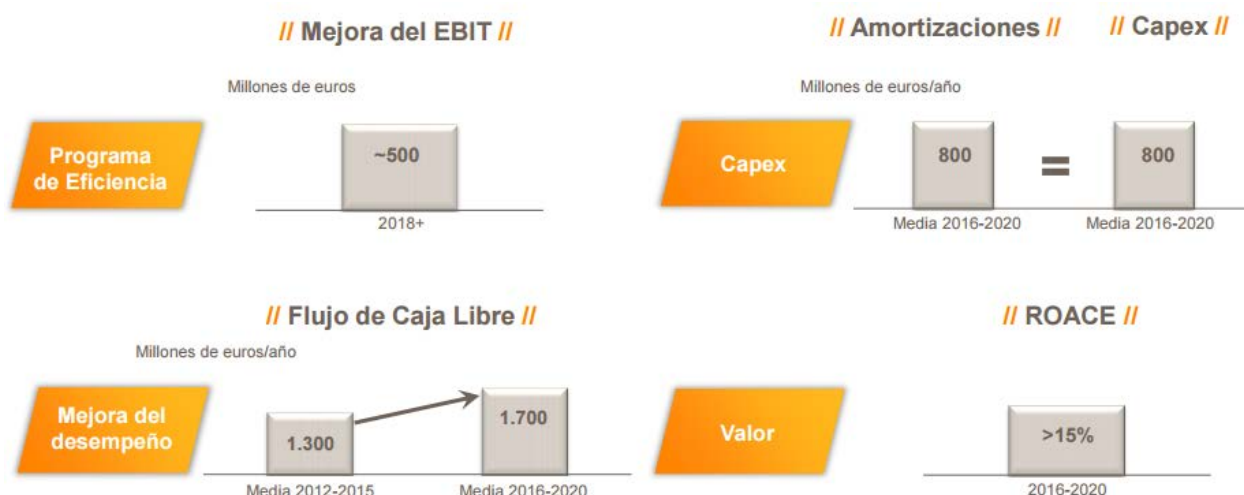 // Mejora del EBIT //
Millones de euros
Programa
de Eficiencia
~500
2018+
// Amortizaciones // // Capex //
Millones de euros/año
Capex
800 = 800
Media 2016-2020 Media 2016-2020
// Flujo de Caja Libre //
Millones de euros/año
Mejora del
desempeño
1.300
1.700
Media 2012-2015 Media 2016-2020
// ROACE //
Valor
>15%
2016-2020